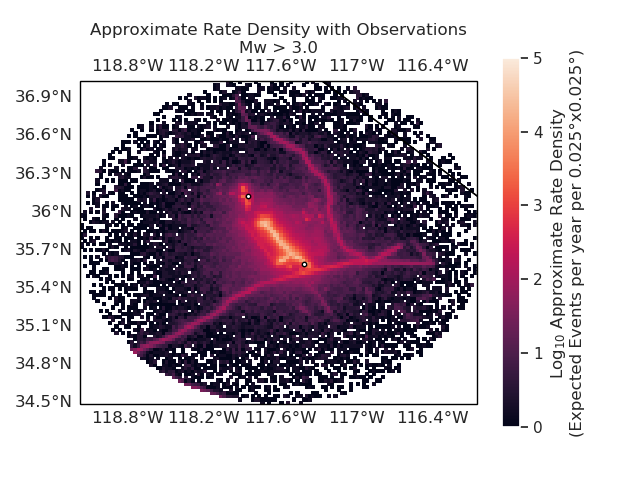 Approximate Rate Density with Observations
Mw > 3.0
118.8°W 118.2°W 117.6°W 117°W 116.4°W
36.9°N
36.6°N
36.3°N
36°N
35.7°N
35.4°N
35.1°N
34.8°N
34.5°N
118.8°W 118.2°W 117.6°W 117°W 116.4°W
5
4
3
2
1
0
Log₁₀ Approximate Rate Density
(Expected Events per year per 0.025°x0.025°)